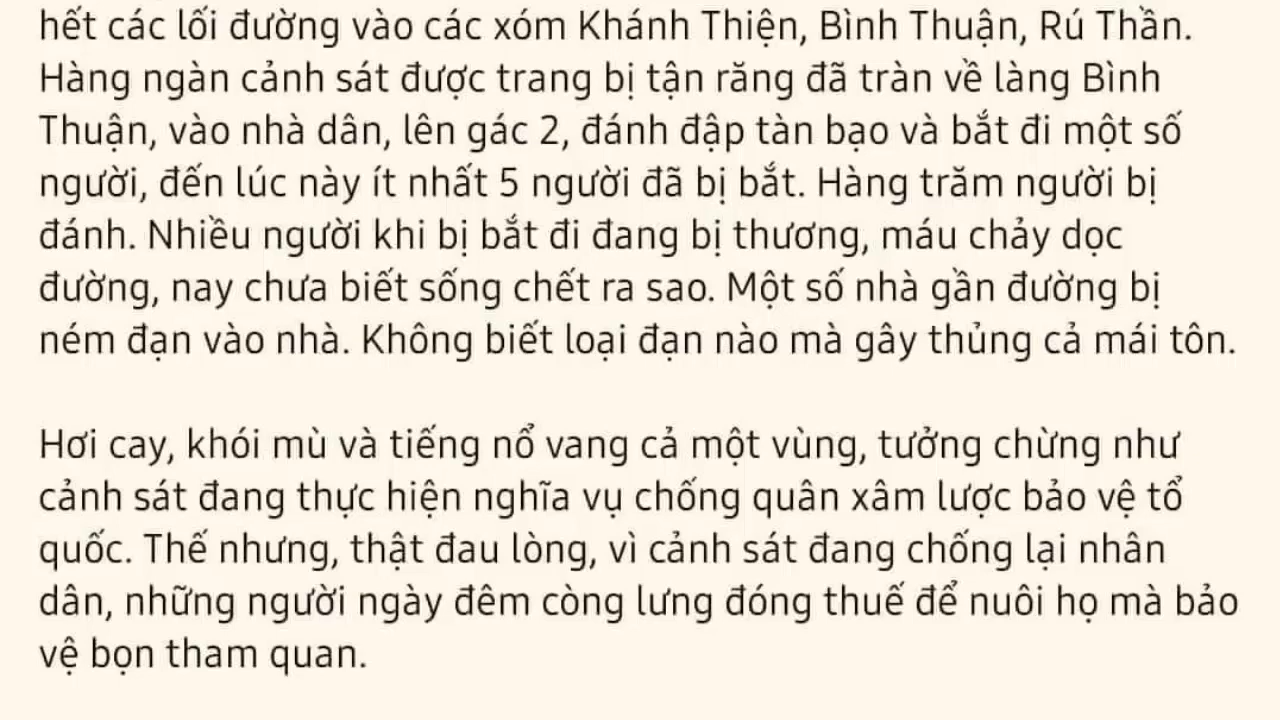 hết các lối đường vào các xóm Khánh Thiện, Bình Thuận, Rú Thần.
Hàng ngàn cảnh sát được trang bị tận răng đã tràn về làng Bình
Thuận, vào nhà dân, lên gác 2, đánh đập tàn bạo và bắt đi một số
người, đến lúc này ít nhất 5 người đã bị bắt. Hàng trăm người bị
đánh. Nhiều người khi bị bắt đi đang bị thương, máu chảy dọc
đường, nay chưa biết sống chết ra sao. Một số nhà gần đường bị
ném đạn vào nhà. Không biết loại đạn nào mà gây thủng cả mái tôn.
Hơi cay, khói mù và tiếng nổ vang cả một vùng, tưởng chừng như
cảnh sát đang thực hiện nghĩa vụ chống quân xâm lược bảo vệ tổ
quốc. Thế nhưng, thật đau lòng, vì cảnh sát đang chống lại nhân
dân, những người ngày đêm còng lưng đóng thuế để nuôi họ mà bảo
vệ bọn tham quan.